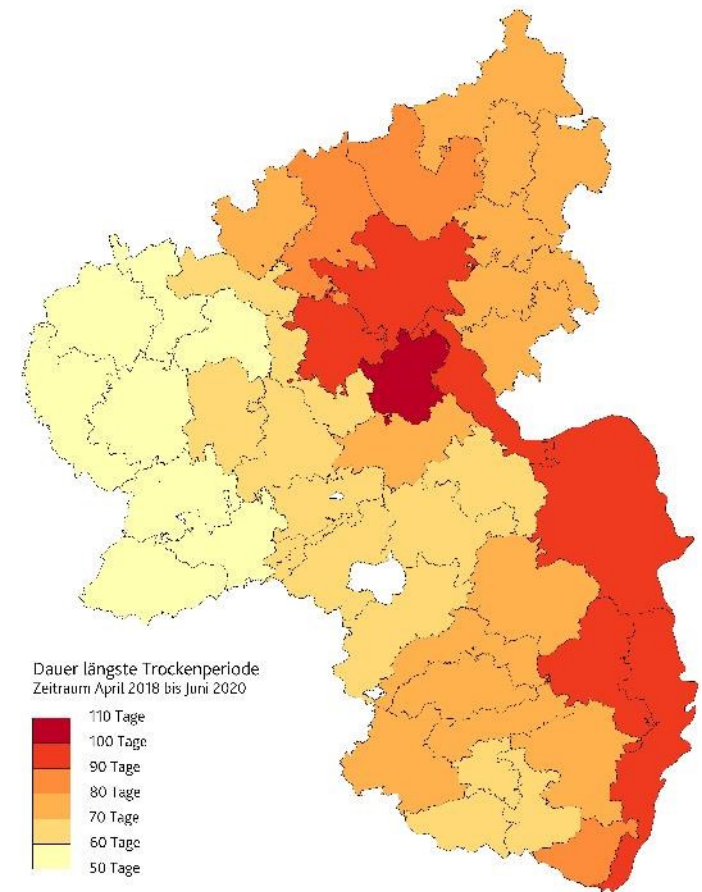 Dauer längste Trockenperiode
Zeitraum April 2018 bis Juni 2020
110 Tage
100 Tage
90 Tage
80 Tage
70 Tage
60 Tage
50 Tage